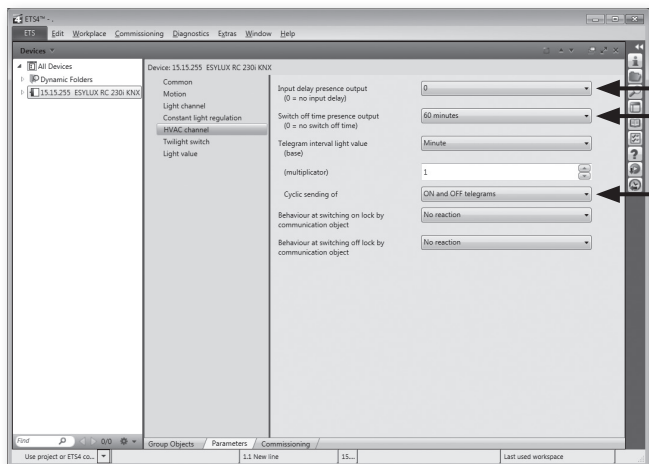 ETS4™ - .
ETS Edit Workplace Commissioning Diagnostics Extras Window Help
Devices
All Devices
Dynamic Folders
15.15.255 ESYLUX RC 230i KNX
Device: 15.15.255 ESYLUX RC 230i KNX
Common
Motion
Light channel
Constant light regulation
HVAC channel
Twilight switch
Light value
Input delay presence output
(0 = no input delay)
0
Switch off time presence output
(0 = no switch off time)
60 minutes
Telegram interval light value
(base)
Minute
(multiplicator)
1
Cyclic sending of
ON and OFF telegrams
Behaviour at switching on lock by
communication object
No reaction
Behaviour at switching off lock by
communication object
No reaction
Find
0/0
Group Objects Parameters Commissioning
Use project or ETS4 co...
1.1 New line
15....
Last used workspace